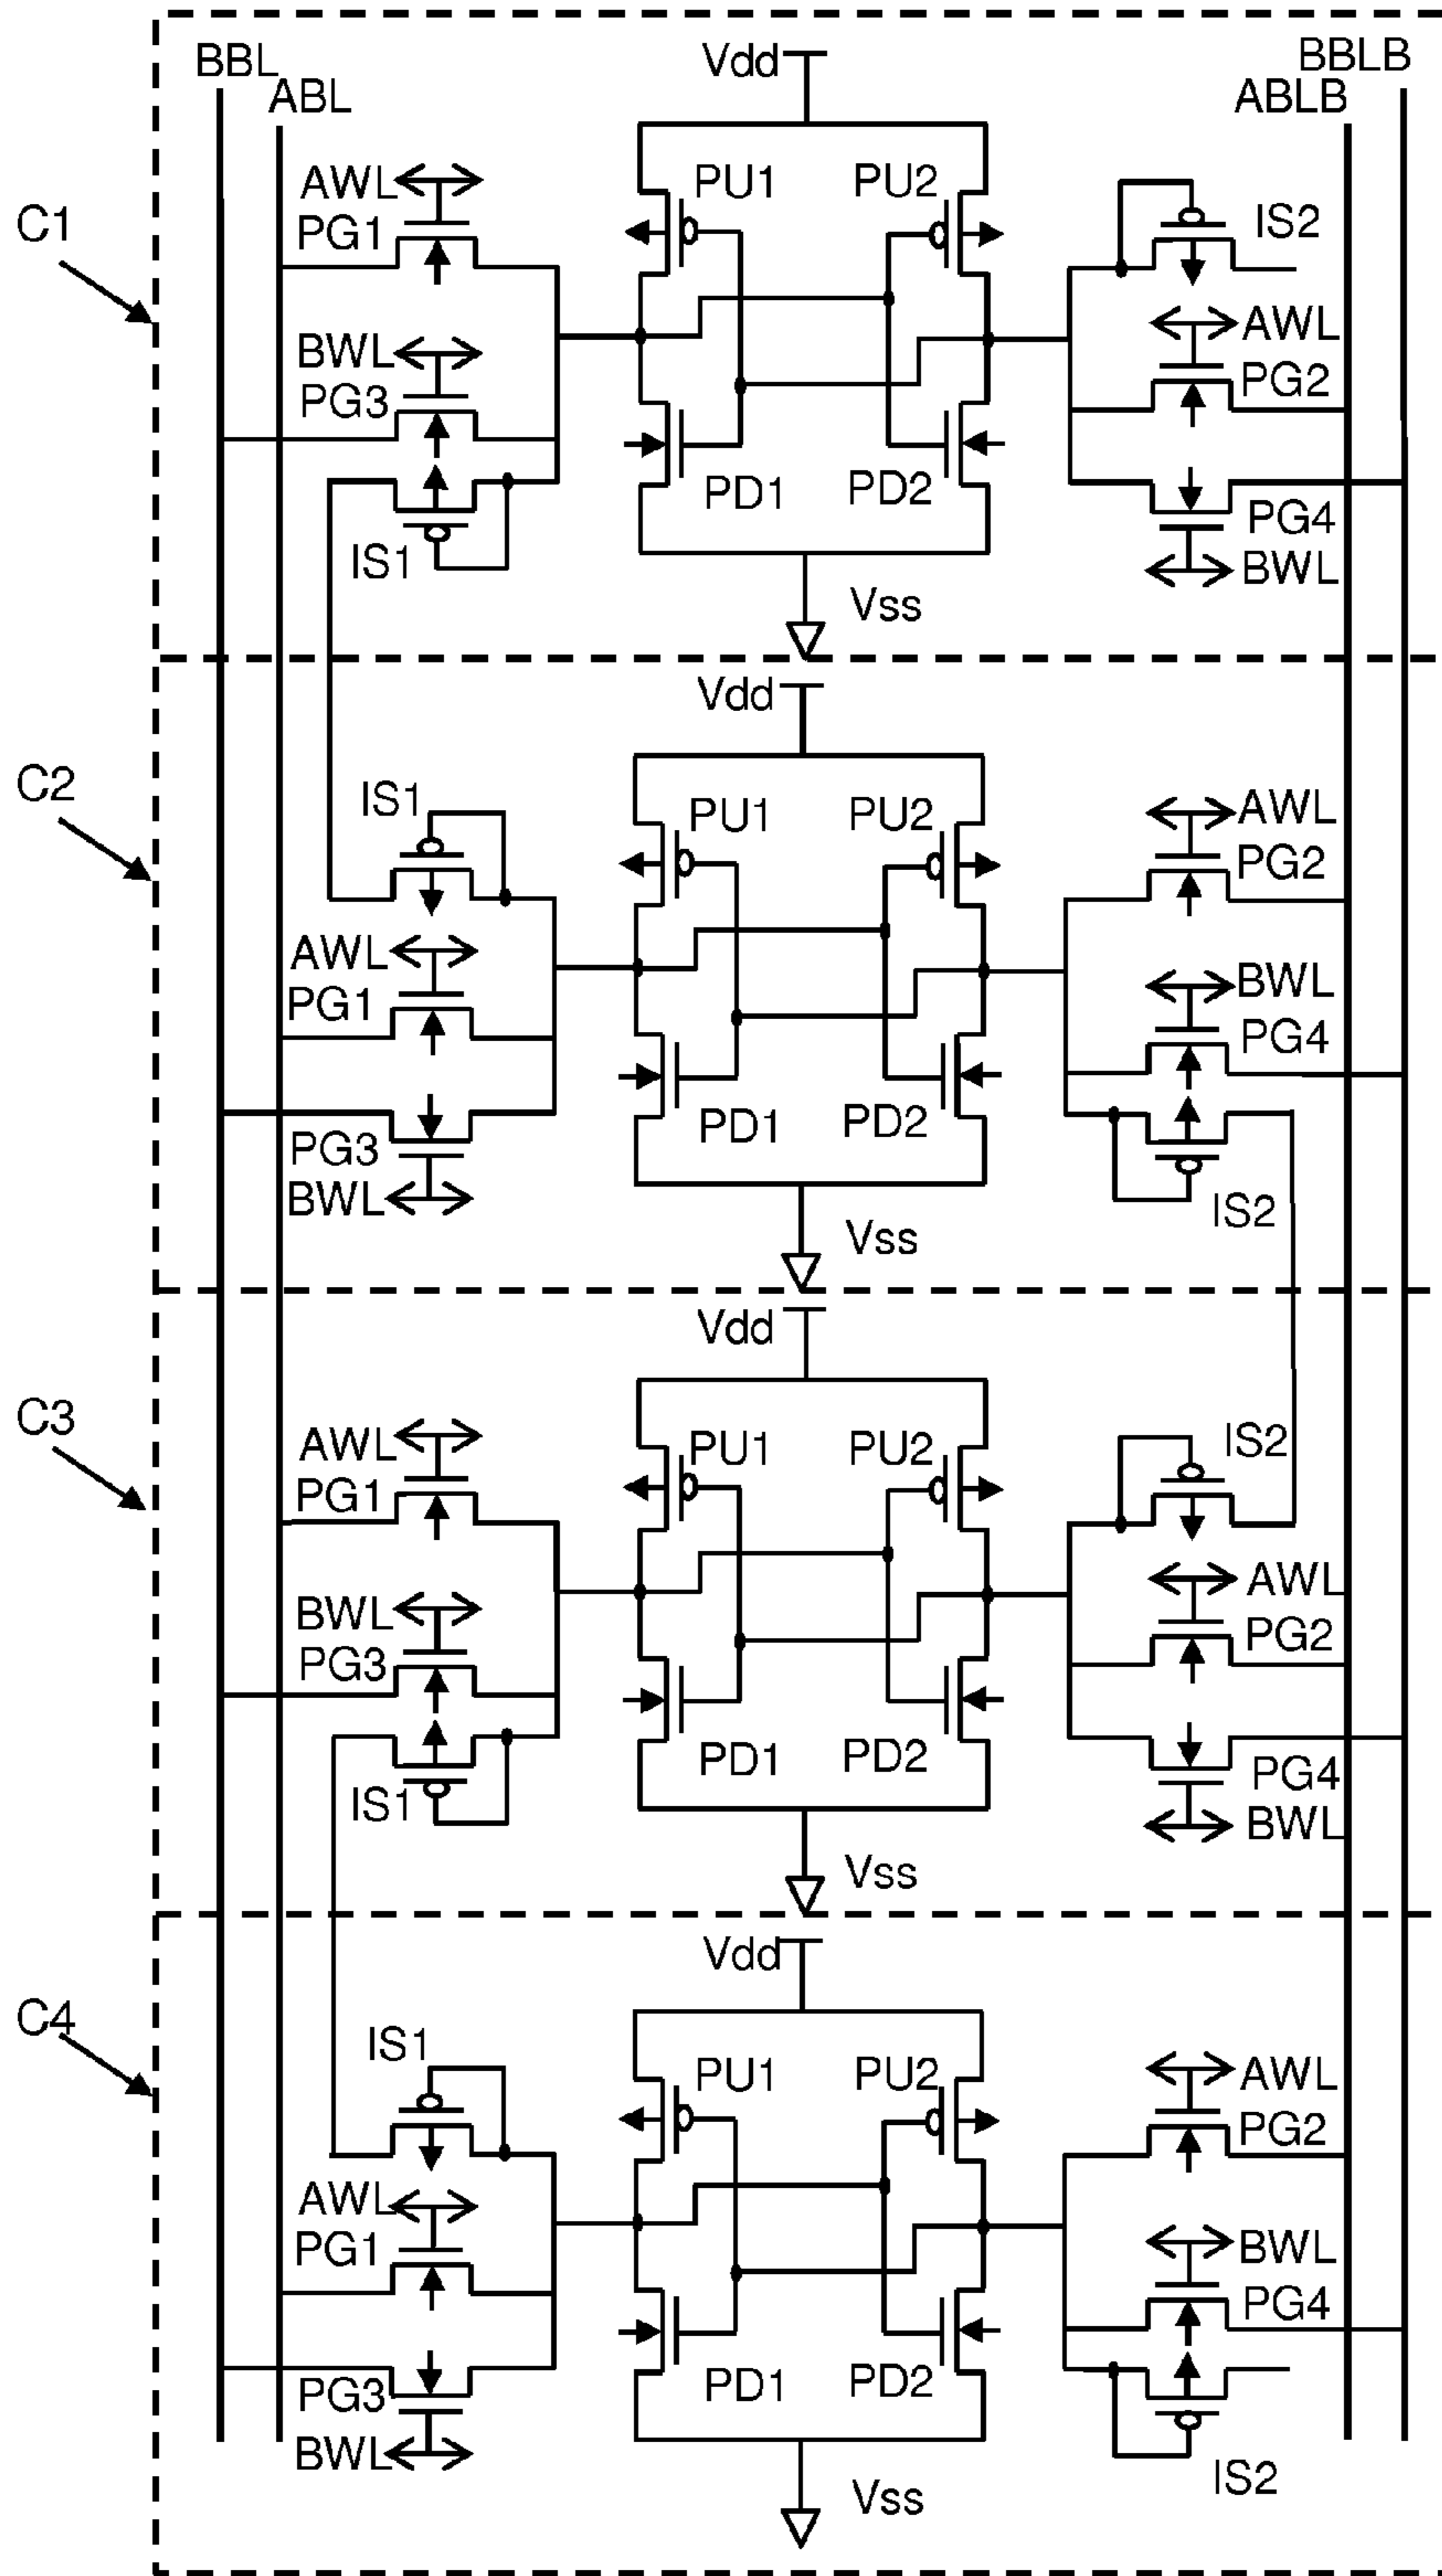 BBL
ABL
Vdd
BBLB
ABLB
C1
AWL
PG1
PU1
PU2
IS2
BWL
PG3
AWL
PG2
IS1
PD1
PD2
PG4
BWL
Vss
Vdd
C2
IS1
PU1
PU2
AWL
PG2
AWL
PG1
BWL
PG4
PG3
BWL
PD1
PD2
IS2
Vss
Vdd
C3
AWL
PG1
PU1
PU2
IS2
BWL
PG3
AWL
PG2
IS1
PD1
PD2
PG4
BWL
Vss
Vdd
C4
IS1
PU1
PU2
AWL
PG2
AWL
PG1
BWL
PG4
PG3
BWL
PD1
PD2
IS2
Vss